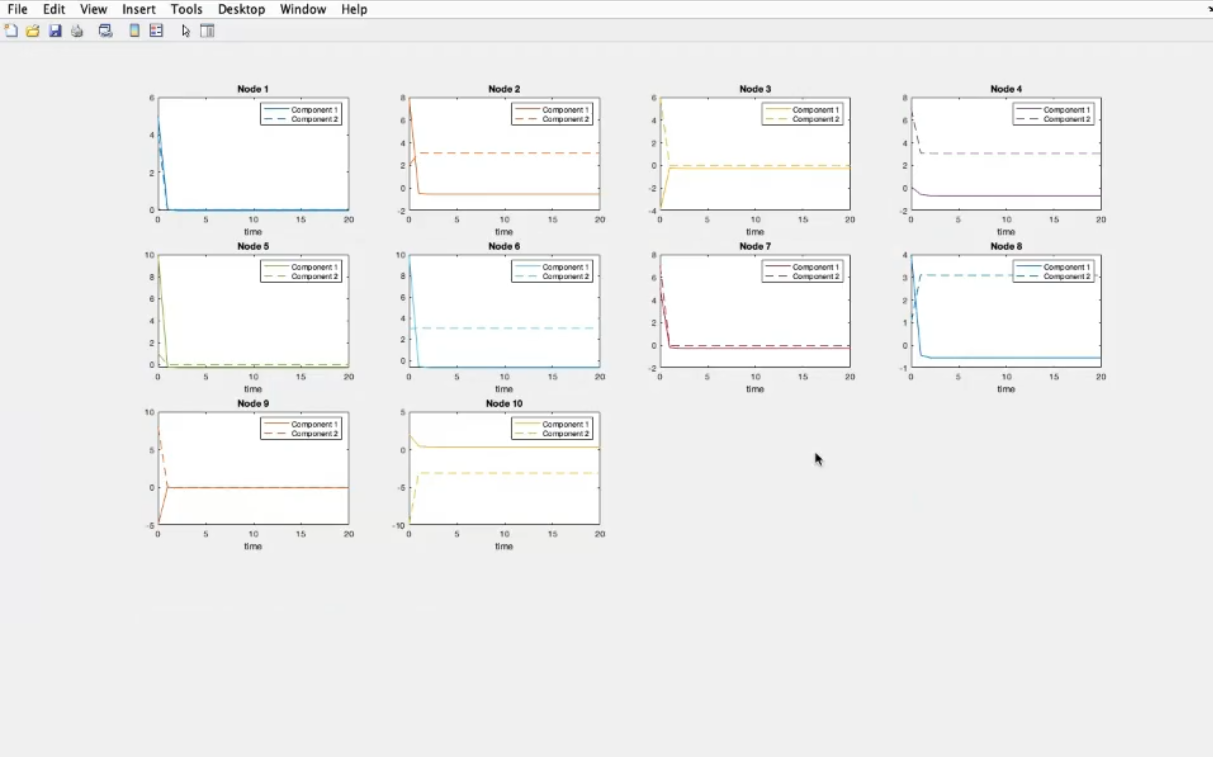 File Edit View Insert Tools Desktop Window Help
Node 1
Component 1
Component 2
6
4
2
0
0 5 10 15 20
time
Node 2
Component 1
Component 2
8
6
4
2
0
-2
0 5 10 15 20
time
Node 3
Component 1
Component 2
6
4
2
0
-2
-4
0 5 10 15 20
time
Node 4
Component 1
Component 2
8
6
4
2
0
-2
0 5 10 15 20
time
Node 5
Component 1
Component 2
10
8
6
4
2
0
0 5 10 15 20
time
Node 6
Component 1
Component 2
10
8
6
4
2
0
0 5 10 15 20
time
Node 7
Component 1
Component 2
8
6
4
2
0
-2
0 5 10 15 20
time
Node 8
Component 1
Component 2
4
3
2
1
0
-1
0 5 10 15 20
time
Node 9
Component 1
Component 2
10
5
0
-5
0 5 10 15 20
time
Node 10
Component 1
Component 2
5
0
-5
-10
0 5 10 15 20
time